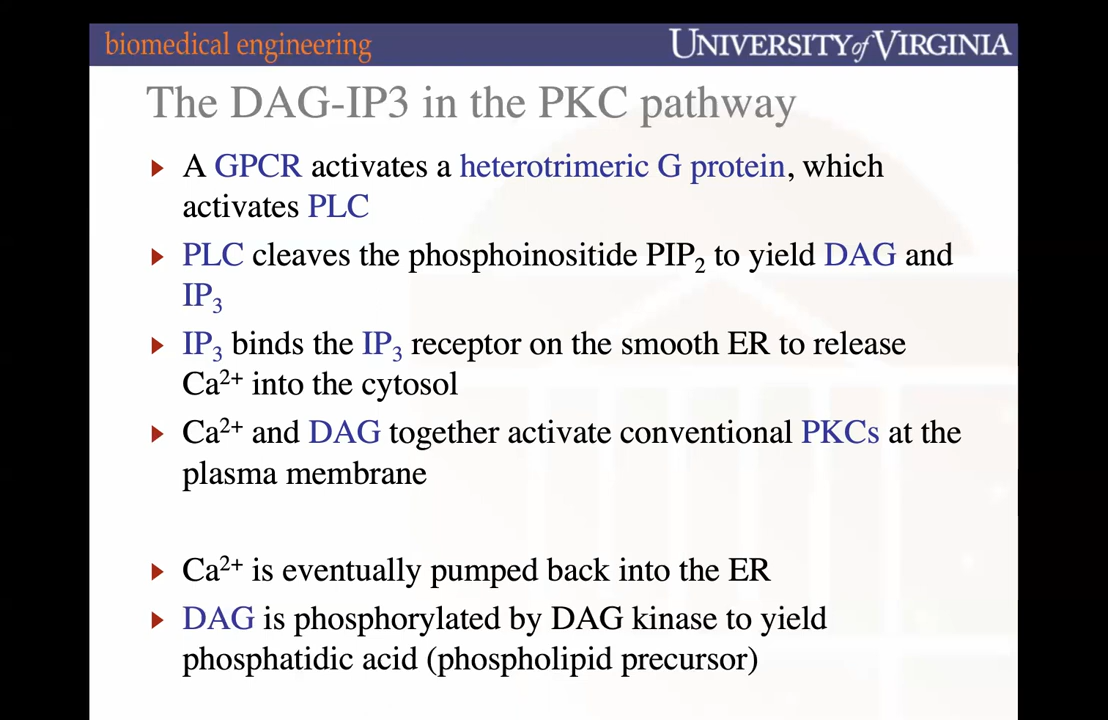 biomedical engineering
UNIVERSITY of VIRGINIA
The DAG-IP3 in the PKC pathway
A GPCR activates a heterotrimeric G protein, which
activates PLC
PLC cleaves the phosphoinositide PIP₂ to yield DAG and
IP₃
IP₃ binds the IP₃ receptor on the smooth ER to release
Ca²⁺ into the cytosol
Ca²⁺ and DAG together activate conventional PKCs at the
plasma membrane
Ca²⁺ is eventually pumped back into the ER
DAG is phosphorylated by DAG kinase to yield
phosphatidic acid (phospholipid precursor)